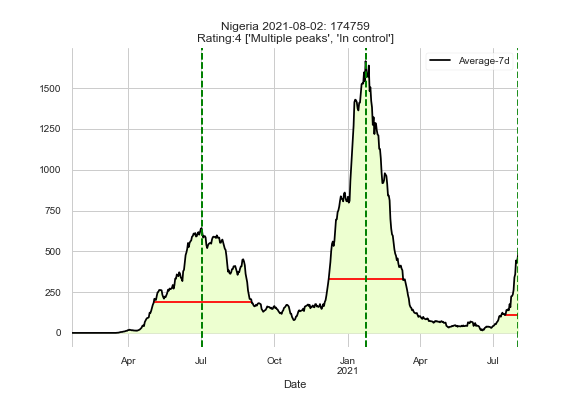 Nigeria 2021-08-02: 174759
Rating:4 ['Multiple peaks', 'In control']
Average-7d
1500
1250
1000
750
500
250
0
Apr
Jul
Oct
Jan
2021
Apr
Jul
Date